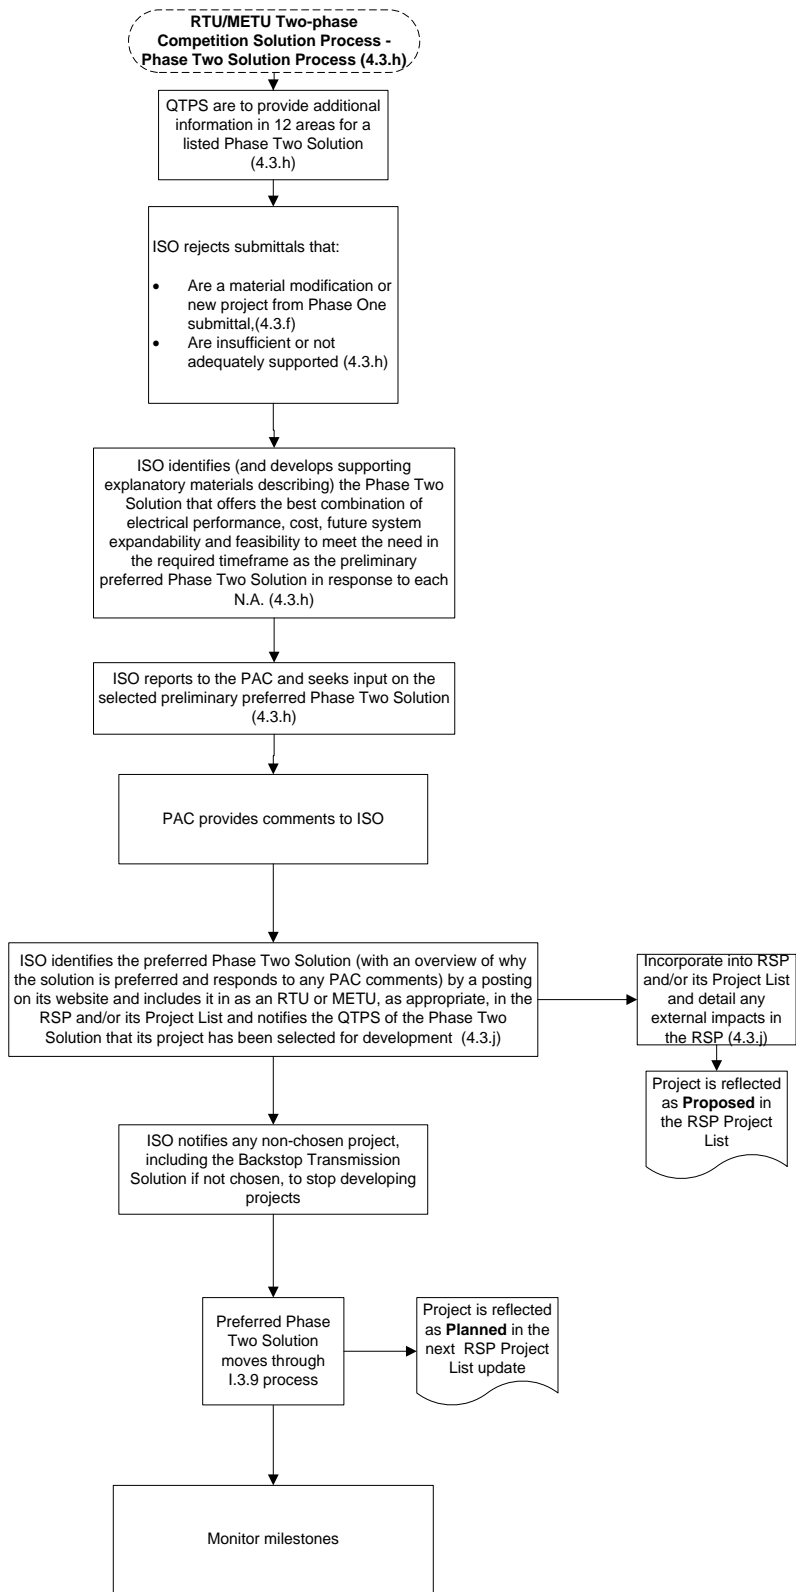 RTU/METU Two-phase
Competition Solution Process -
Phase Two Solution Process (4.3.h)
QTPS are to provide additional
information in 12 areas for a
listed Phase Two Solution
(4.3.h)
ISO rejects submittals that:
• Are a material modification or
new project from Phase One
submittal,(4.3.f)
• Are insufficient or not
adequately supported (4.3.h)
ISO identifies (and develops supporting
explanatory materials describing) the Phase Two
Solution that offers the best combination of
electrical performance, cost, future system
expandability and feasibility to meet the need in
the required timeframe as the preliminary
preferred Phase Two Solution in response to each
N.A. (4.3.h)
ISO reports to the PAC and seeks input on the
selected preliminary preferred Phase Two Solution
(4.3.h)
PAC provides comments to ISO
ISO identifies the preferred Phase Two Solution (with an overview of why
the solution is preferred and responds to any PAC comments) by a posting
on its website and includes it in as an RTU or METU, as appropriate, in the
RSP and/or its Project List and notifies the QTPS of the Phase Two
Solution that its project has been selected for development (4.3.j)
Incorporate into RSP
and/or its Project List
and detail any
external impacts in
the RSP (4.3.j)
Project is reflected
as Proposed in
the RSP Project
List
ISO notifies any non-chosen project,
including the Backstop Transmission
Solution if not chosen, to stop developing
projects
Preferred Phase
Two Solution
moves through
I.3.9 process
Project is reflected
as Planned in the
next RSP Project
List update
Monitor milestones